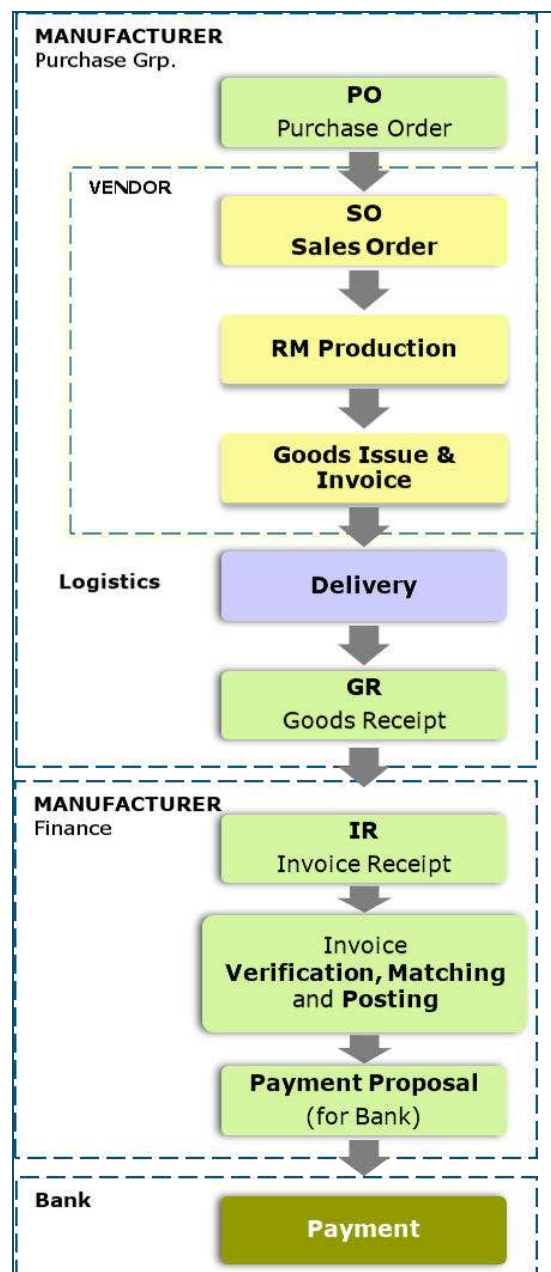 MANUFACTURER
Purchase Grp.
PO
Purchase Order
VENDOR
SO
Sales Order
RM Production
Goods Issue &
Invoice
Logistics
Delivery
GR
Goods Receipt
MANUFACTURER
Finance
IR
Invoice Receipt
Invoice
Verification, Matching
and Posting
Payment Proposal
(for Bank)
Bank
Payment